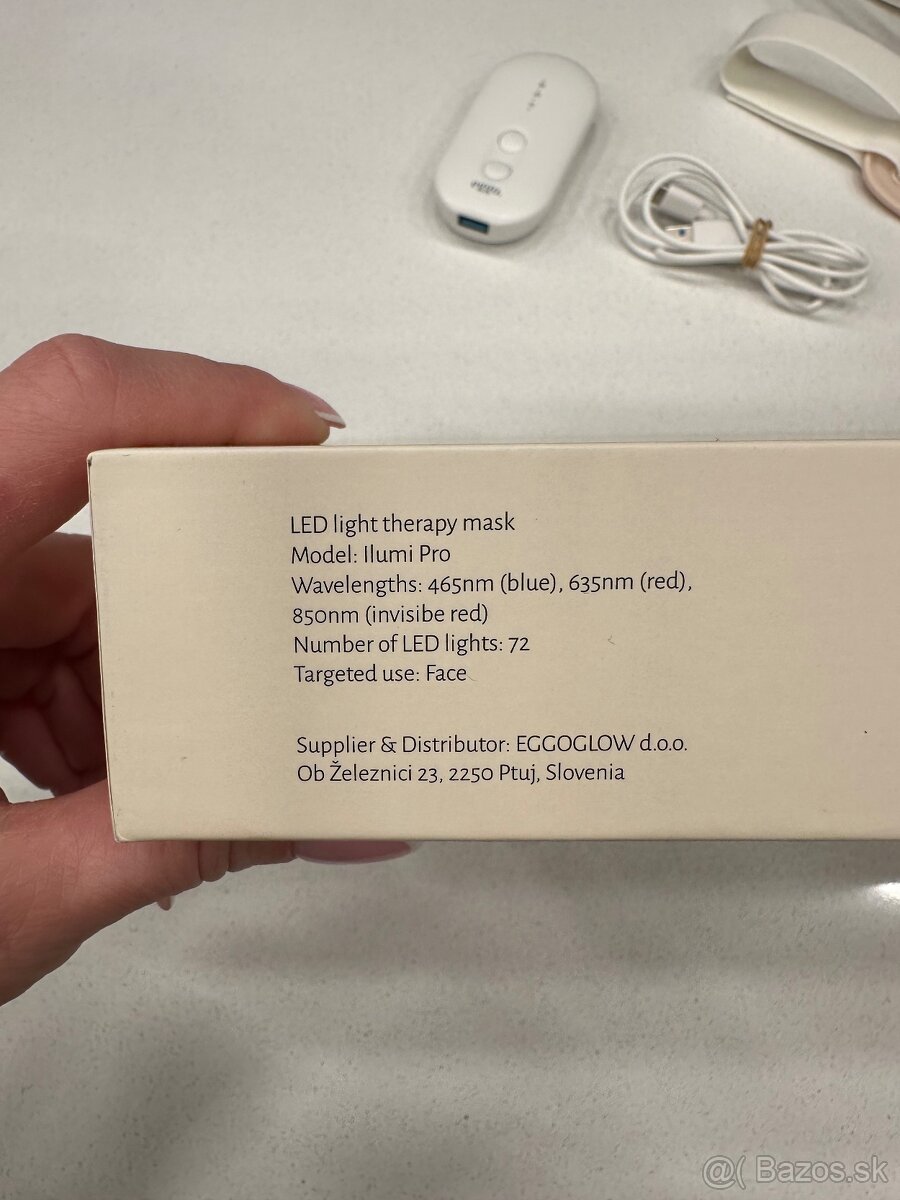 LED light therapy mask
Model: Ilumi Pro
Wavelengths: 465nm (blue), 635nm (red),
850nm (invisibe red)
Number of LED lights: 72
Targeted use: Face
Supplier & Distributor: EGGOGLOW d.o.o.
Ob Železnici 23, 2250 Ptuj, Slovenia
@( Bazos.sk